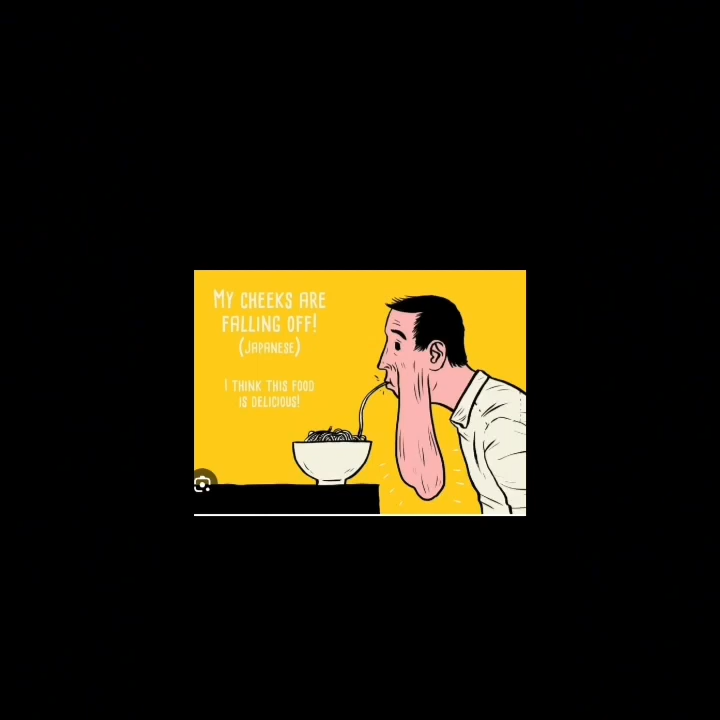 MY CHEEKS ARE
FALLING OFF!
(JAPANESE)
I THINK THIS FOOD
IS DELICIOUS!